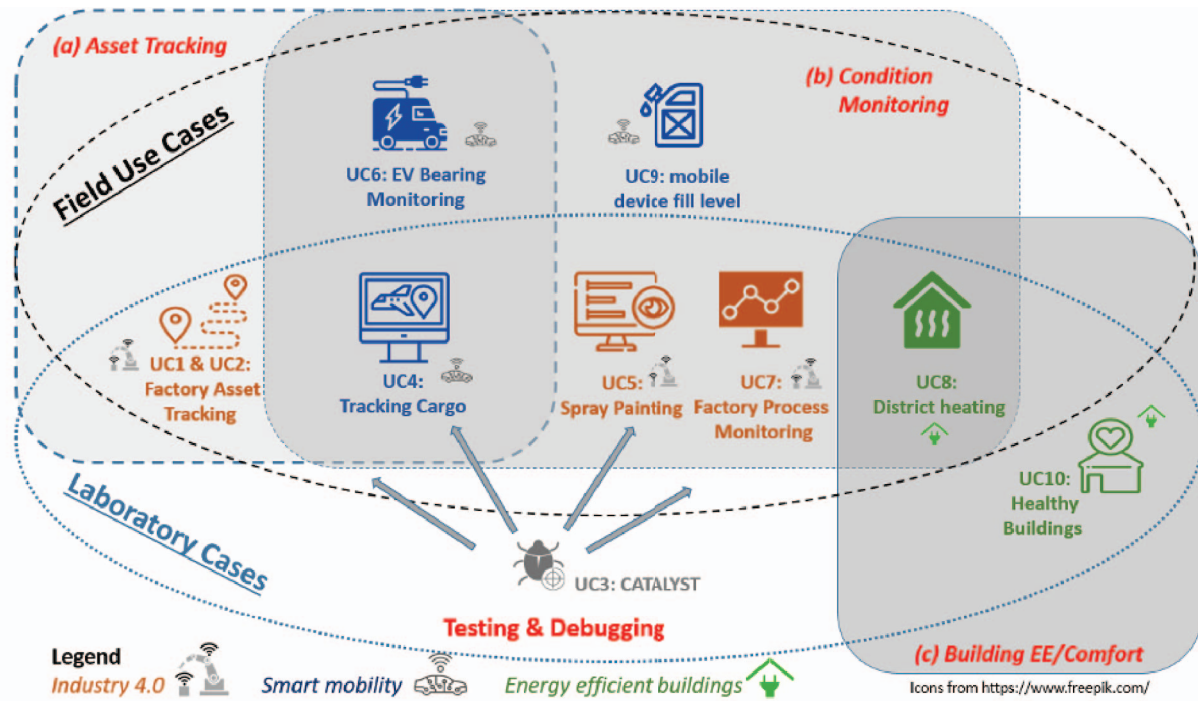 (a) Asset Tracking
(b) Condition
Monitoring
Field Use Cases
UC6: EV Bearing
Monitoring
UC9: mobile
device fill level
UC1 & UC2:
Factory Asset
Tracking
UC4:
Tracking Cargo
UC5:
Spray Painting
UC7:
Factory Process
Monitoring
UC8:
District heating
UC10:
Healthy
Buildings
Laboratory Cases
UC3: CATALYST
Testing & Debugging
(c) Building EE/Comfort
Legend
Industry 4.0
Smart mobility
Energy efficient buildings
Icons from https://www.freepik.com/